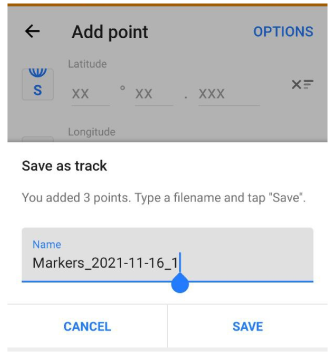 ← Add point OPTIONS
Latitude
S XX ° XX . XXX
Longitude
Save as track
You added 3 points. Type a filename and tap "Save".
Name
Markers_2021-11-16_1
CANCEL SAVE